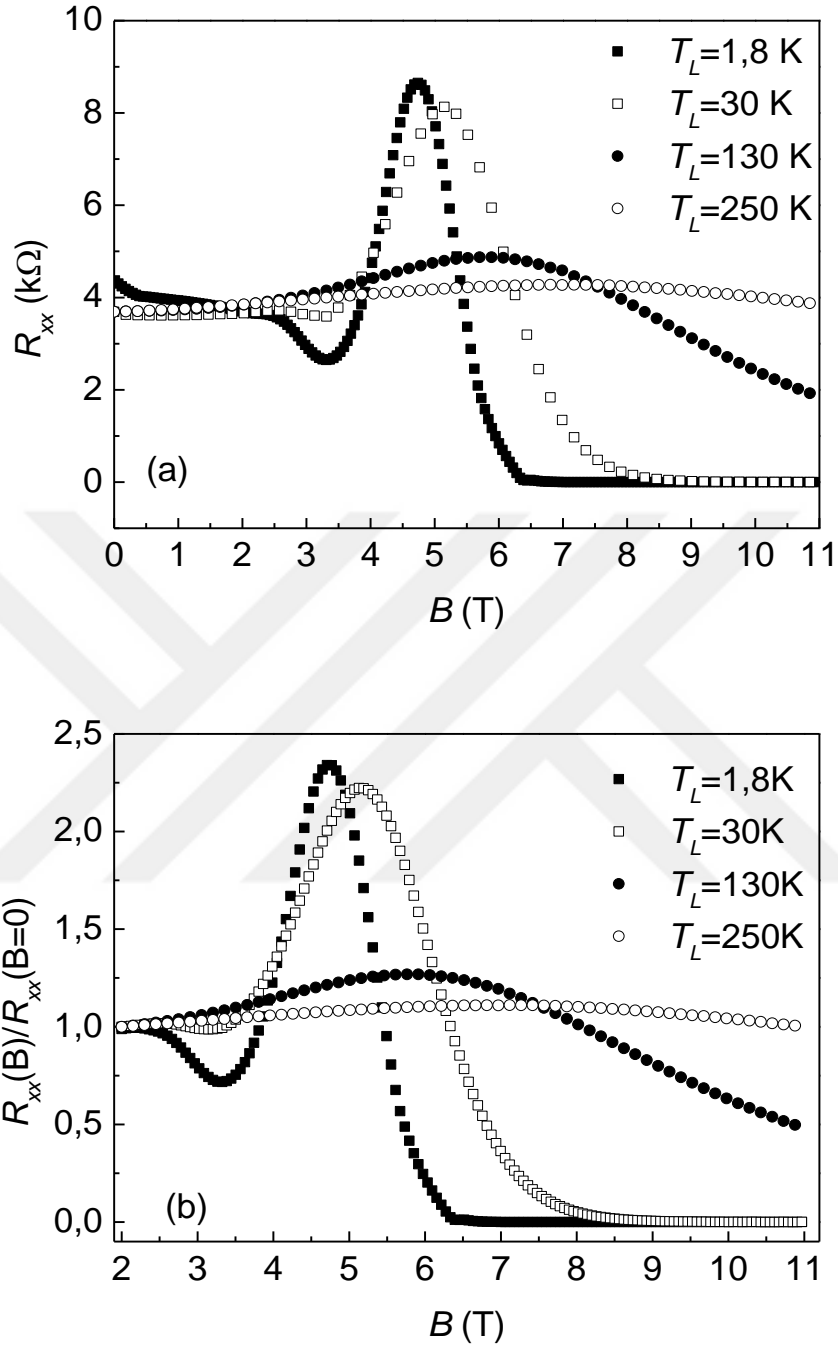 10
8
6
4
2
0
R_xx (kΩ)
T_L=1,8 K
T_L=30 K
T_L=130 K
T_L=250 K
(a)
0 1 2 3 4 5 6 7 8 9 10 11
B (T)
2,5
2,0
1,5
1,0
0,5
0,0
R_xx(B)/R_xx(B=0)
T_L=1,8K
T_L=30K
T_L=130K
T_L=250K
(b)
2 3 4 5 6 7 8 9 10 11
B (T)